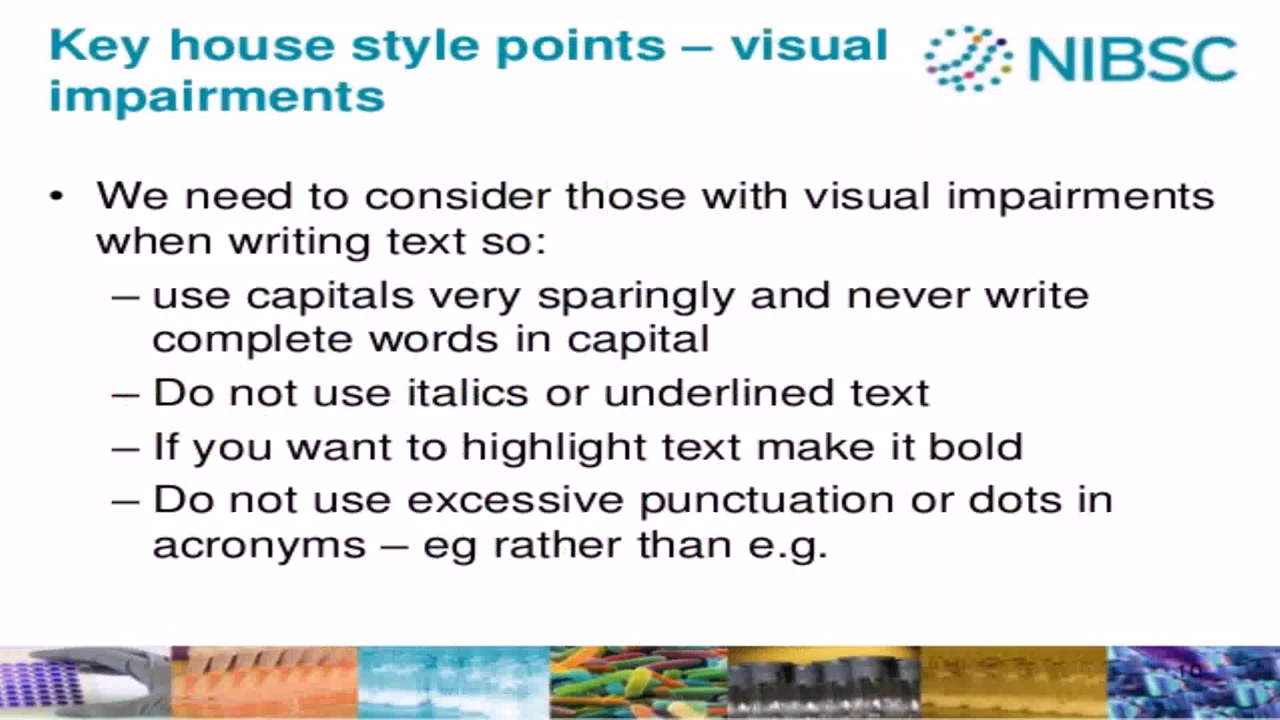 Key house style points – visual
impairments
NIBSC
• We need to consider those with visual impairments
when writing text so:
– use capitals very sparingly and never write
complete words in capital
– Do not use italics or underlined text
– If you want to highlight text make it bold
– Do not use excessive punctuation or dots in
acronyms – eg rather than e.g.